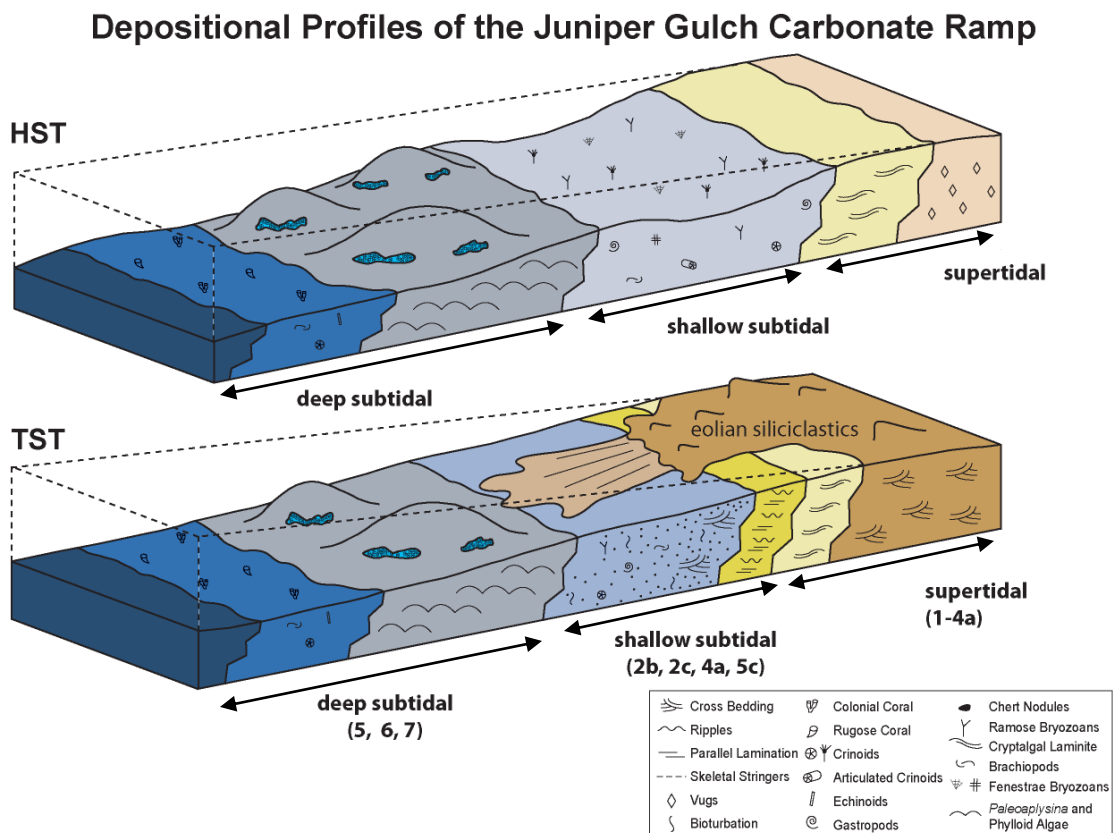 Depositional Profiles of the Juniper Gulch Carbonate Ramp
HST
supertidal
shallow subtidal
deep subtidal
TST
eolian siliciclastics
supertidal
(1-4a)
shallow subtidal
(2b, 2c, 4a, 5c)
deep subtidal
(5, 6, 7)
Cross Bedding
Ripples
Parallel Lamination
Skeletal Stringers
Vugs
Bioturbation
Colonial Coral
Rugose Coral
Crinoids
Articulated Crinoids
Echinoids
Gastropods
Chert Nodules
Ramose Bryozoans
Cryptalgal Laminite
Brachiopods
Fenestrae Bryozoans
Paleoaplysina and
Phylloid Algae